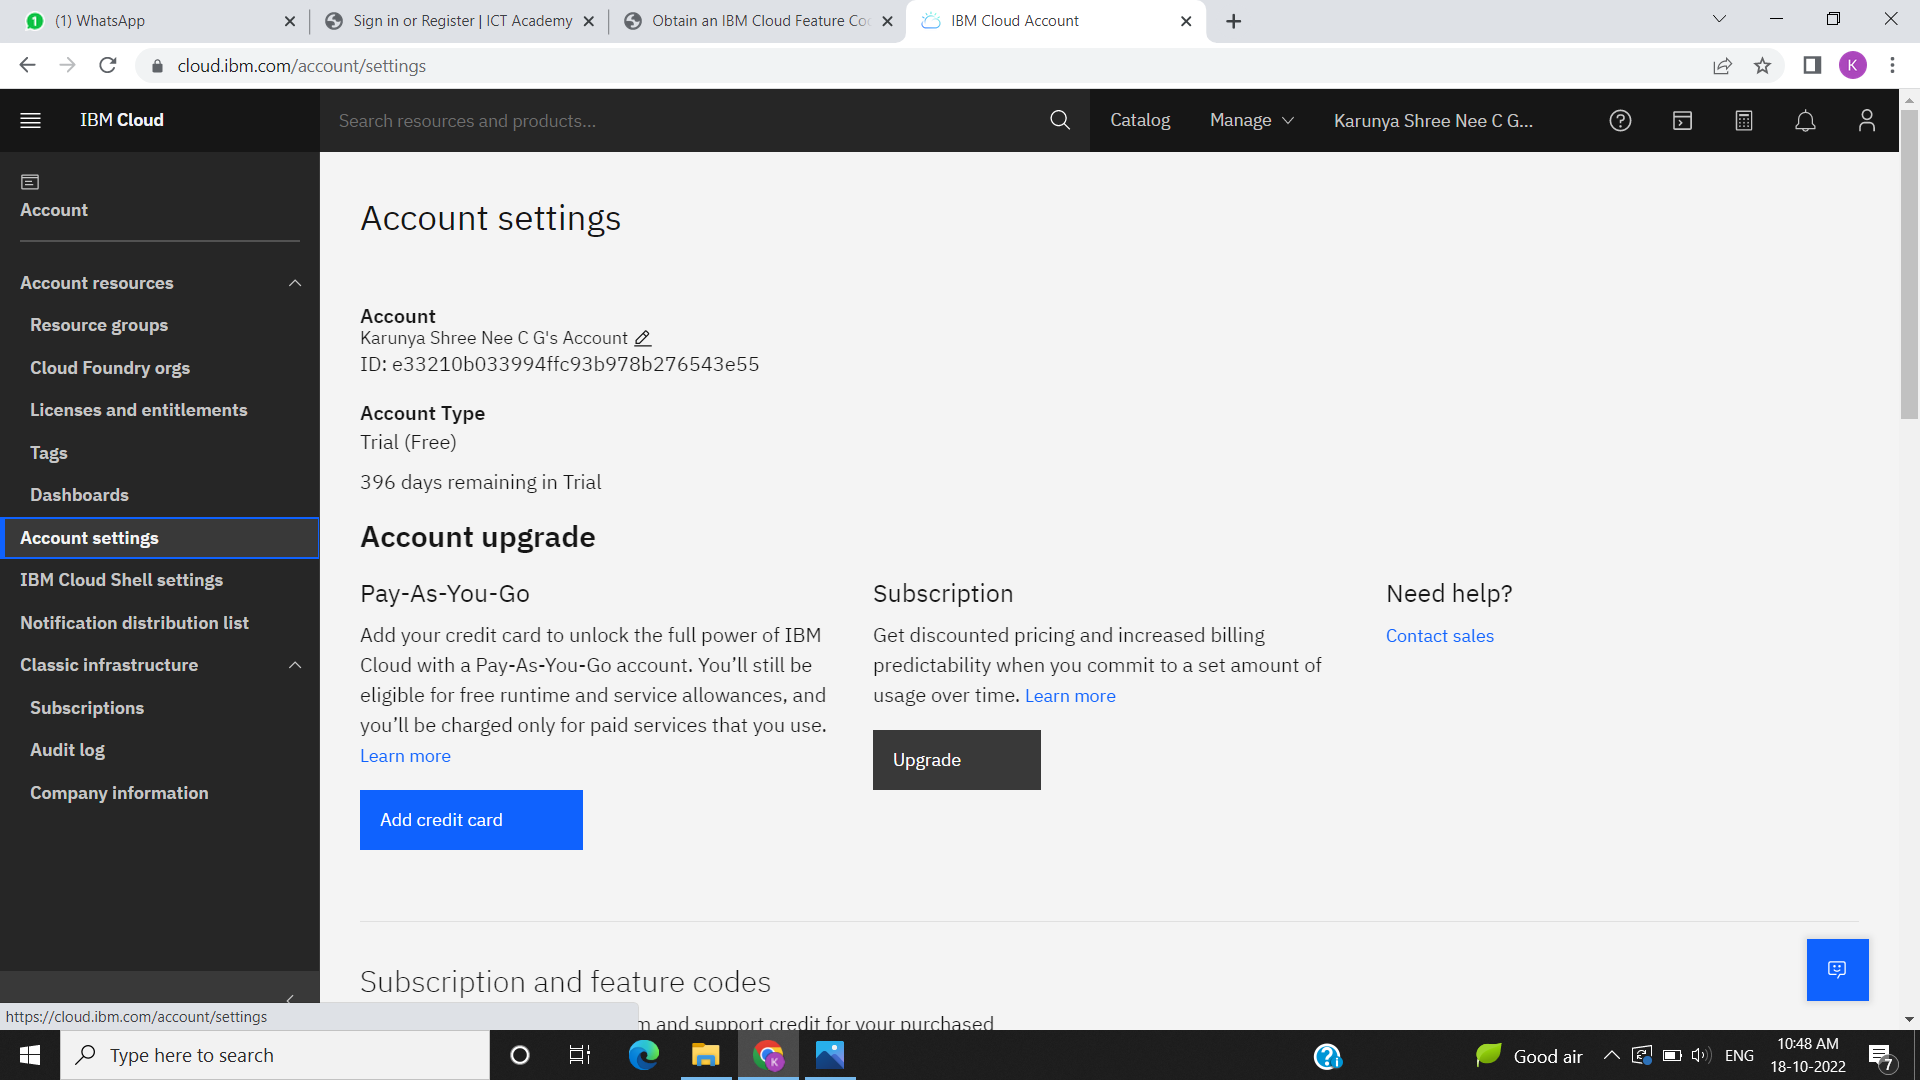 (1) WhatsApp
Sign in or Register | ICT Academy
Obtain an IBM Cloud Feature Co
IBM Cloud Account
cloud.ibm.com/account/settings
K
IBM Cloud
Search resources and products...
Catalog
Manage
Karunya Shree Nee C G...
Account
Account resources
Resource groups
Cloud Foundry orgs
Licenses and entitlements
Tags
Dashboards
Account settings
IBM Cloud Shell settings
Notification distribution list
Classic infrastructure
Subscriptions
Audit log
Company information
Account settings
Account
Karunya Shree Nee C G's Account
ID: e33210b033994ffc93b978b276543e55
Account Type
Trial (Free)
396 days remaining in Trial
Account upgrade
Pay-As-You-Go
Add your credit card to unlock the full power of IBM
Cloud with a Pay-As-You-Go account. You’ll still be
eligible for free runtime and service allowances, and
you’ll be charged only for paid services that you use.
Learn more
Add credit card
Subscription
Get discounted pricing and increased billing
predictability when you commit to a set amount of
usage over time. Learn more
Upgrade
Need help?
Contact sales
Subscription and feature codes
and support credit for your purchased
https://cloud.ibm.com/account/settings
Type here to search
K
Good air
ENG
10:48 AM
18-10-2022
7